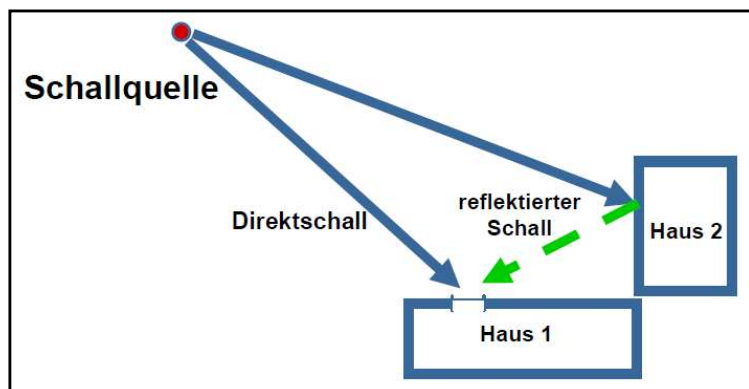 Schallquelle
Direktschall
reflektierter
Schall
Haus 2
Haus 1